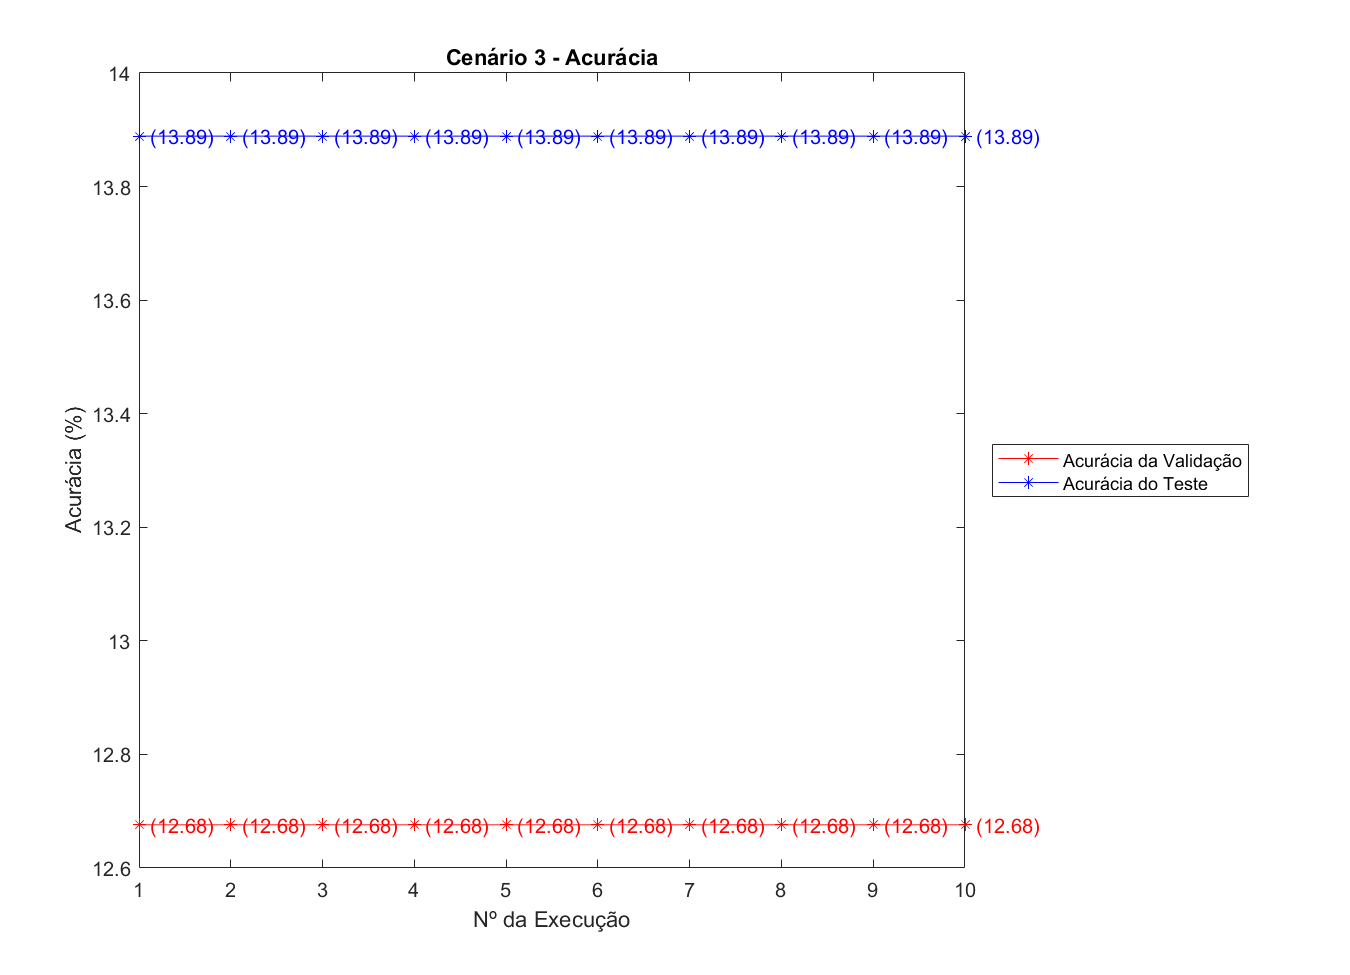 Cenário 3 - Acurácia
14
(13.89) (13.89) (13.89) (13.89) (13.89) (13.89) (13.89) (13.89) (13.89) (13.89)
13.8
13.6
13.4
13.2
13
12.8
(12.68) (12.68) (12.68) (12.68) (12.68) (12.68) (12.68) (12.68) (12.68) (12.68)
12.6
1 2 3 4 5 6 7 8 9 10
Nº da Execução
Acurácia (%)
Acurácia da Validação
Acurácia do Teste